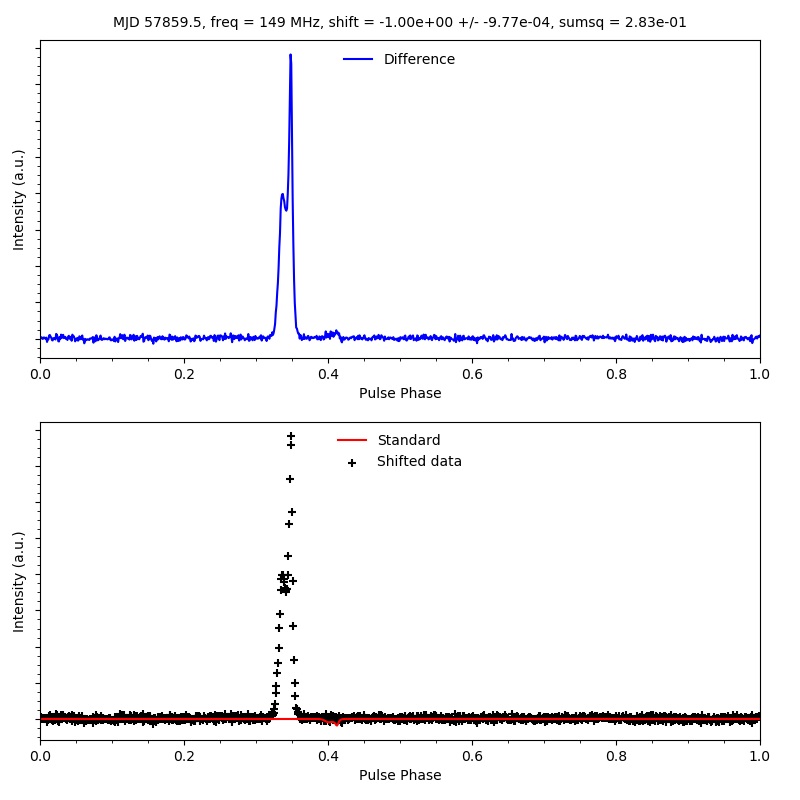 MJD 57859.5, freq = 149 MHz, shift = -1.00e+00 +/- -9.77e-04, sumsq = 2.83e-01
Difference
Intensity (a.u.)
0.0 0.2 0.4 0.6 0.8 1.0
Pulse Phase
Standard
Shifted data
Intensity (a.u.)
0.0 0.2 0.4 0.6 0.8 1.0
Pulse Phase